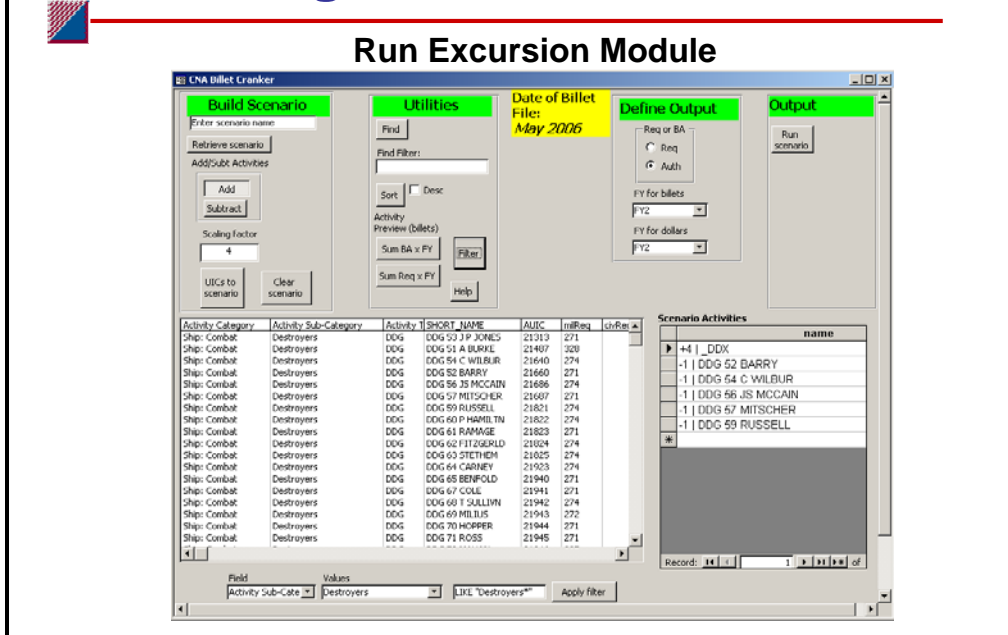 Run Excursion Module
CNA Billet Cranker
Build Scenario
Enter scenario name
Retrieve scenario
Add/Subt Activities
Add
Subtract
Scaling factor
4
UICs to scenario
Clear scenario
Utilities
Find
Find Filter:
Sort
Desc
Activity
Preview (billets)
Sum BA x FY
Sum Req x FY
Filter
Help
Date of Billet
File:
May 2006
Define Output
Req or BA
Req
Auth
FY for billets
FY2
FY for dollars
FY2
Output
Run scenario
Activity Category Activity Sub-Category Activity T SHORT_NAME AUIC milReq civReq
Ship: Combat Destroyers DDG DDG 53 J P JONES 21313 271
Ship: Combat Destroyers DDG DDG 51 A BURKE 21487 328
Ship: Combat Destroyers DDG DDG 54 C WILBUR 21640 274
Ship: Combat Destroyers DDG DDG 52 BARRY 21660 271
Ship: Combat Destroyers DDG DDG 56 JS MCCAIN 21686 274
Ship: Combat Destroyers DDG DDG 57 MITSCHER 21687 271
Ship: Combat Destroyers DDG DDG 59 RUSSELL 21821 274
Ship: Combat Destroyers DDG DDG 60 P HAMILTN 21822 274
Ship: Combat Destroyers DDG DDG 61 RAMAGE 21823 271
Ship: Combat Destroyers DDG DDG 62 FITZGERLD 21824 274
Ship: Combat Destroyers DDG DDG 63 STETHEM 21825 274
Ship: Combat Destroyers DDG DDG 64 CARNEY 21923 274
Ship: Combat Destroyers DDG DDG 65 BENFOLD 21940 271
Ship: Combat Destroyers DDG DDG 67 COLE 21941 271
Ship: Combat Destroyers DDG DDG 68 T SULLIVN 21942 274
Ship: Combat Destroyers DDG DDG 69 MILIUS 21943 272
Ship: Combat Destroyers DDG DDG 70 HOPPER 21944 271
Ship: Combat Destroyers DDG DDG 71 ROSS 21945 271
Scenario Activities
name
+4 | _DDX
-1 | DDG 52 BARRY
-1 | DDG 54 C WILBUR
-1 | DDG 56 JS MCCAIN
-1 | DDG 57 MITSCHER
-1 | DDG 59 RUSSELL
Record: 1 of
Field Values
Activity Sub-Cate Destroyers LIKE "Destroyers*" Apply filter